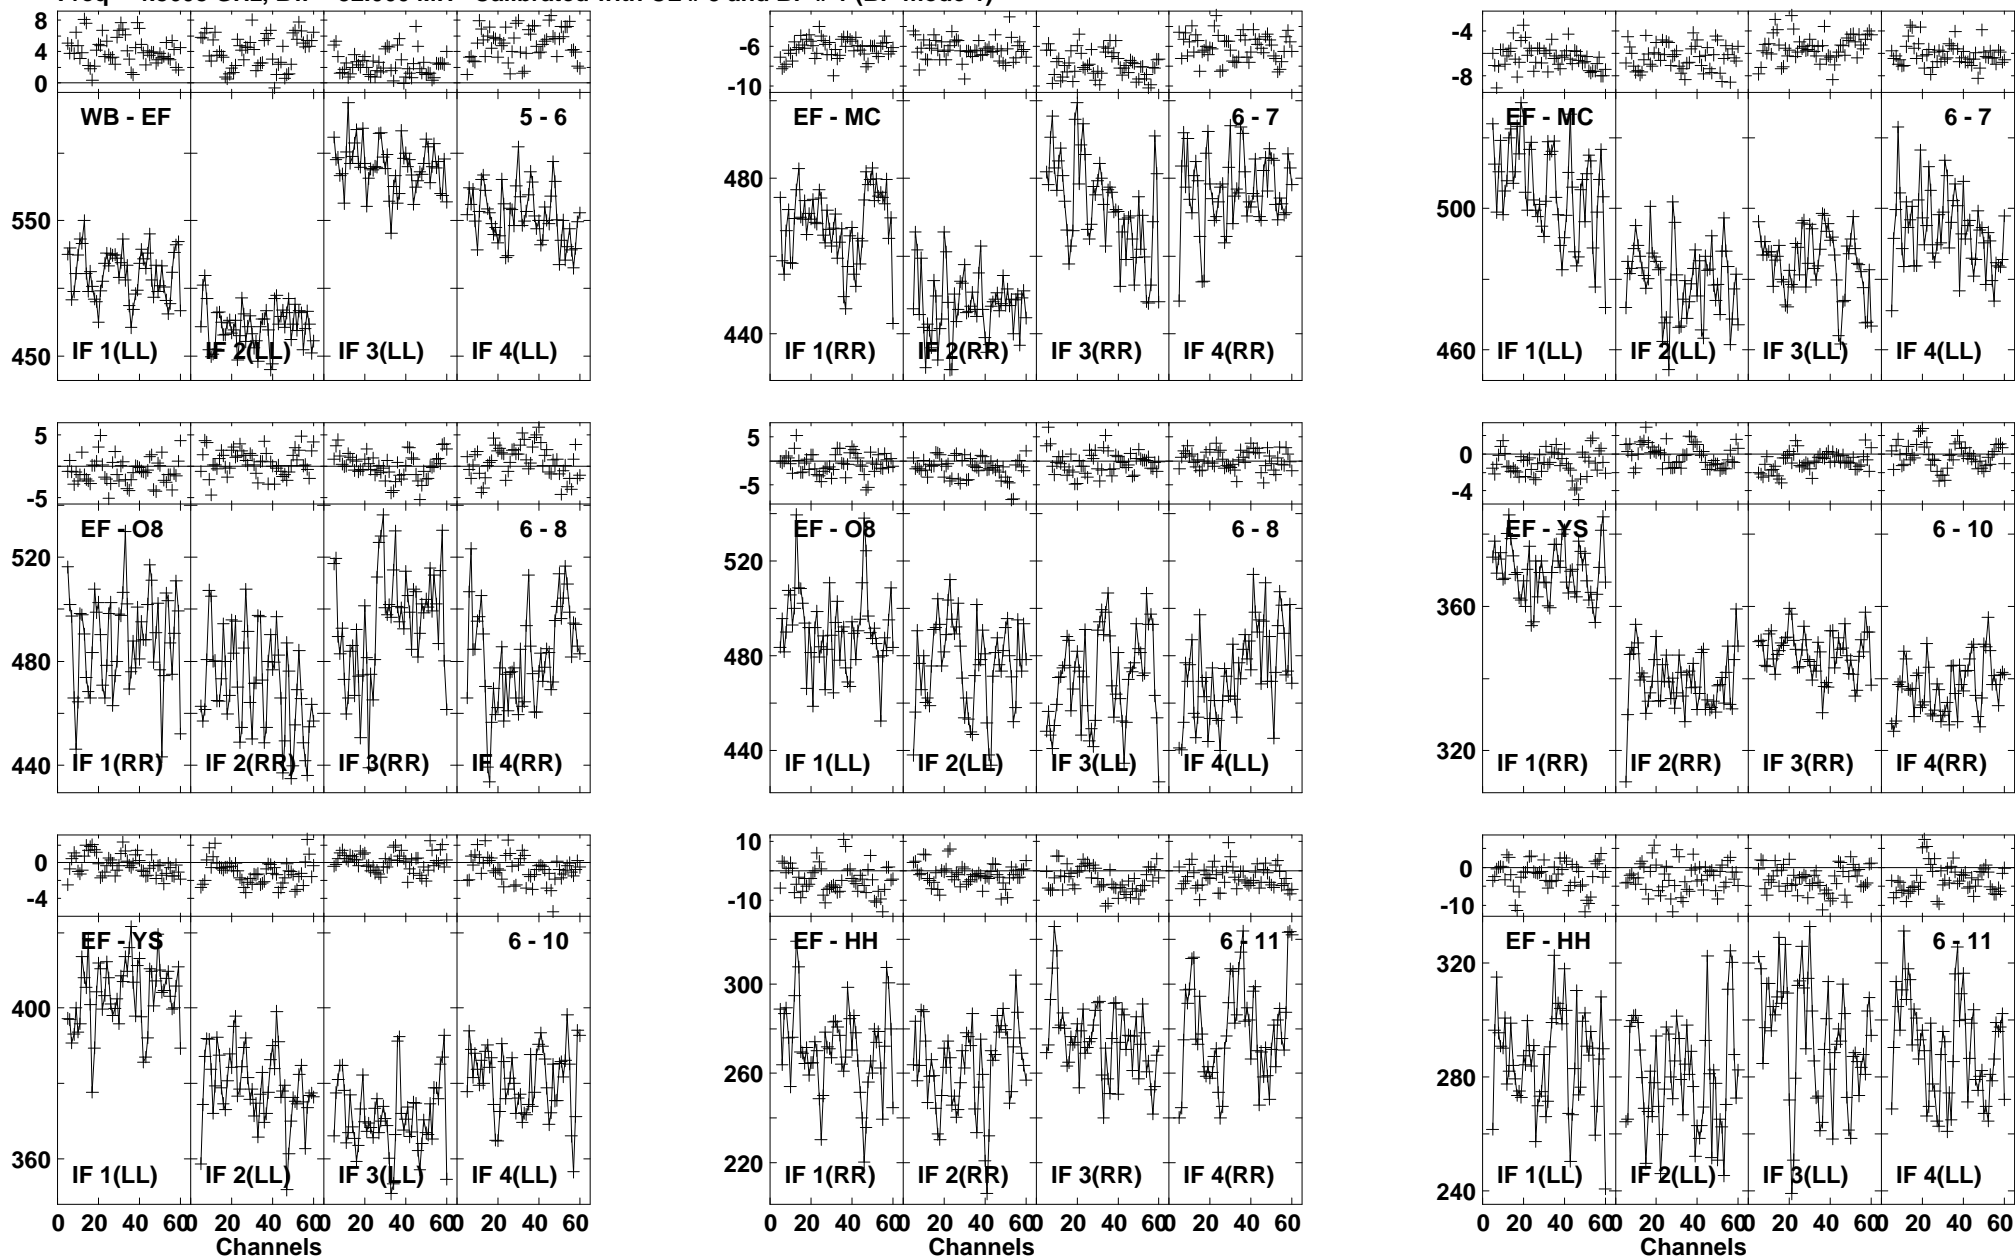 8
4
0
WB - EF
5 - 6
550
450
IF 1(LL)
IF 2(LL)
IF 3(LL)
IF 4(LL)
-6
-10
EF - MC
6 - 7
480
440
IF 1(RR)
IF 2(RR)
IF 3(RR)
IF 4(RR)
-4
-8
EF - MC
6 - 7
500
460
IF 1(LL)
IF 2(LL)
IF 3(LL)
IF 4(LL)
5
-5
EF - O8
6 - 8
520
480
440
IF 1(RR)
IF 2(RR)
IF 3(RR)
IF 4(RR)
5
-5
EF - O8
6 - 8
520
480
440
IF 1(LL)
IF 2(LL)
IF 3(LL)
IF 4(LL)
0
-4
EF - YS
6 - 10
360
320
IF 1(RR)
IF 2(RR)
IF 3(RR)
IF 4(RR)
0
-4
EF - YS
6 - 10
400
360
IF 1(LL)
IF 2(LL)
IF 3(LL)
IF 4(LL)
0 20 40 60 0 20 40 60 0 20 40 60 0 20 40 60
Channels
10
-10
EF - HH
6 - 11
300
260
220
IF 1(RR)
IF 2(RR)
IF 3(RR)
IF 4(RR)
0 20 40 60 0 20 40 60 0 20 40 60 0 20 40 60
Channels
0
-10
EF - HH
6 - 11
320
280
240
IF 1(LL)
IF 2(LL)
IF 3(LL)
IF 4(LL)
0 20 40 60 0 20 40 60 0 20 40 60 0 20 40 60
Channels